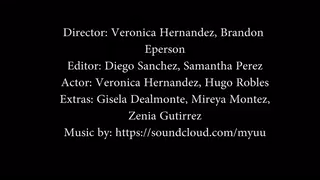 Director: Veronica Hernandez, Brandon
Eperson
Editor: Diego Sanchez, Samantha Perez
Actor: Veronica Hernandez, Hugo Robles
Extras: Gisela Dealmonte, Mireya Montez,
Zenia Gutirrez
Music by: https://soundcloud.com/myuu